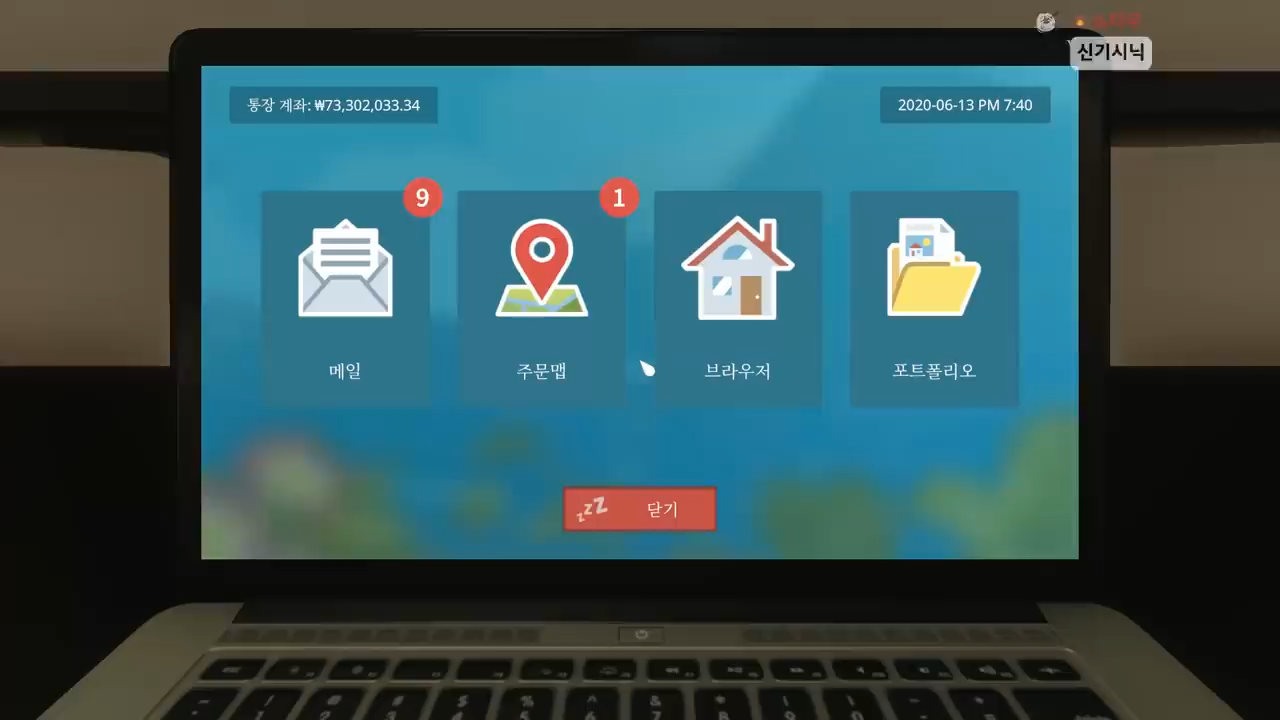 신기시닉
통장 계좌: ₩73,302,033.34
2020-06-13 PM 7:40
9
1
메일
주문맵
브라우저
포트폴리오
zzZ
닫기